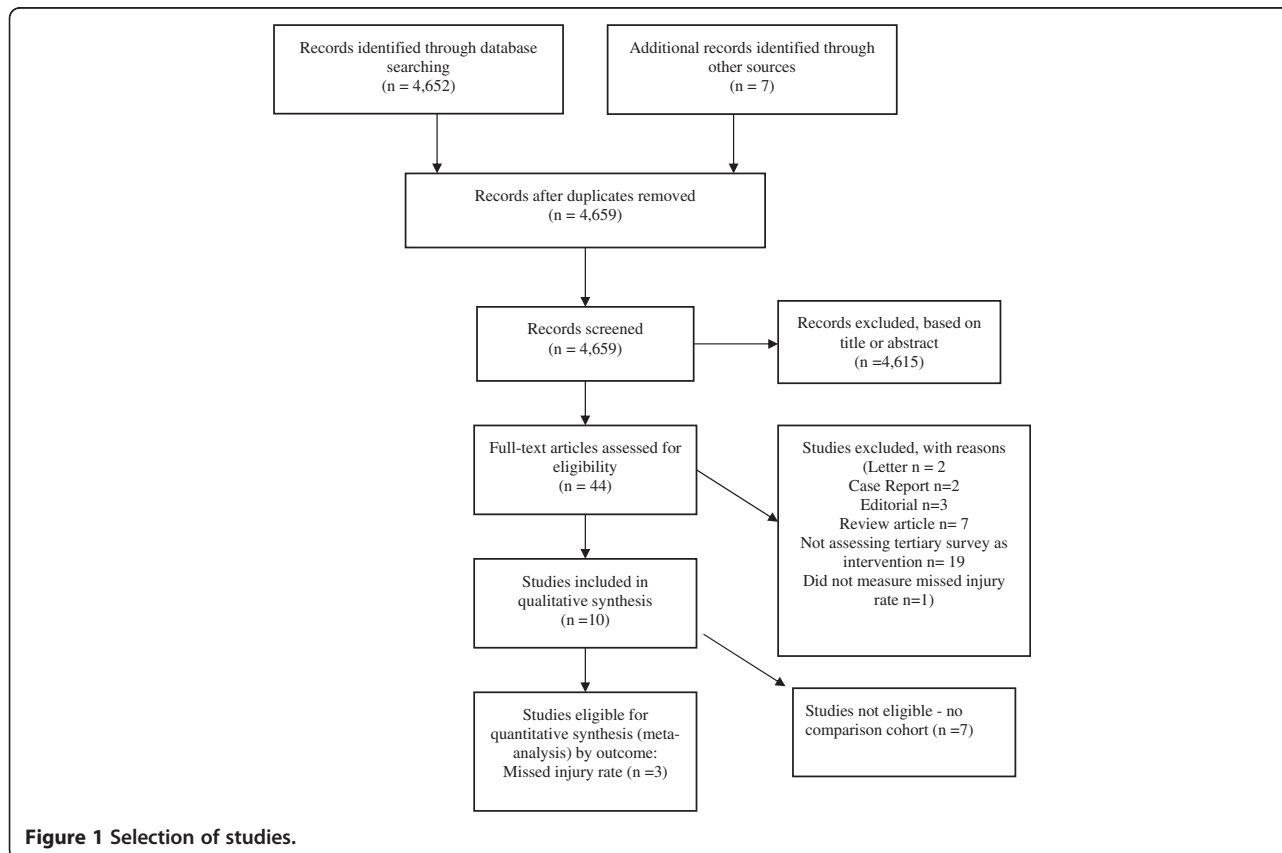 Records identified through database
searching
(n = 4,652)
Additional records identified through
other sources
(n = 7)
Records after duplicates removed
(n = 4,659)
Records screened
(n = 4,659)
Records excluded, based on
title or abstract
(n =4,615)
Full-text articles assessed for
eligibility
(n = 44)
Studies excluded, with reasons
(Letter n = 2
Case Report n=2
Editorial n=3
Review article n= 7
Not assessing tertiary survey as
intervention n= 19
Did not measure missed injury
rate n=1)
Studies included in
qualitative synthesis
(n =10)
Studies not eligible - no
comparison cohort (n =7)
Studies eligible for
quantitative synthesis (meta-
analysis) by outcome:
Missed injury rate (n =3)
Figure 1 Selection of studies.